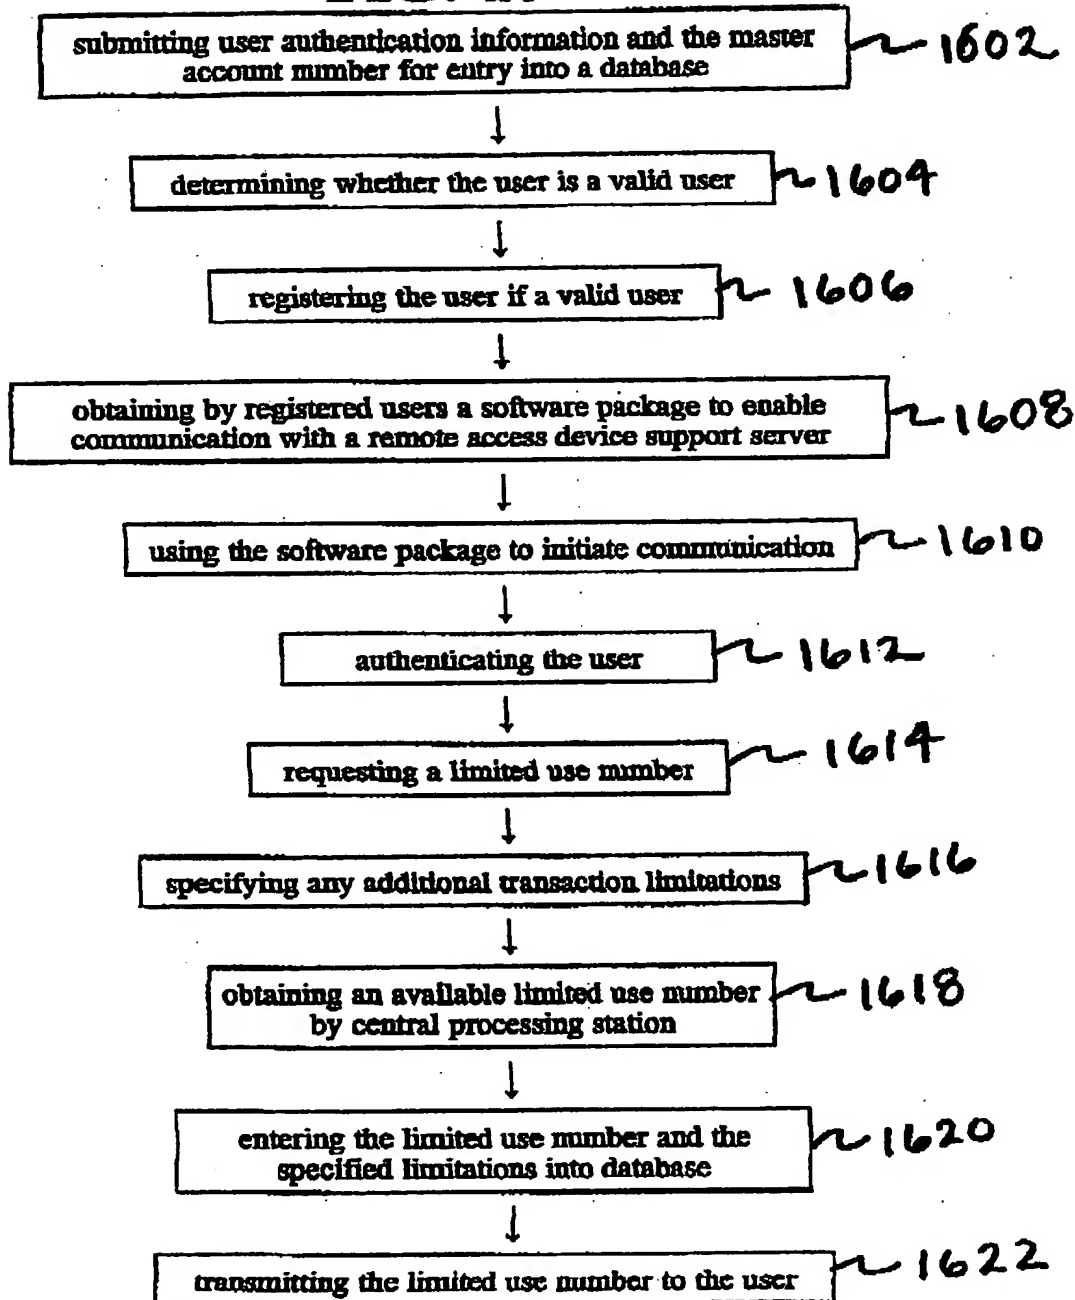 submitting user authentication information and the master
account number for entry into a database
1602
determining whether the user is a valid user
1604
registering the user if a valid user
1606
obtaining by registered users a software package to enable
communication with a remote access device support server
1608
using the software package to initiate communication
1610
authenticating the user
1612
requesting a limited use number
1614
specifying any additional transaction limitations
1616
obtaining an available limited use number
by central processing station
1618
entering the limited use number and the
specified limitations into database
1620
transmitting the limited use number to the user
1622